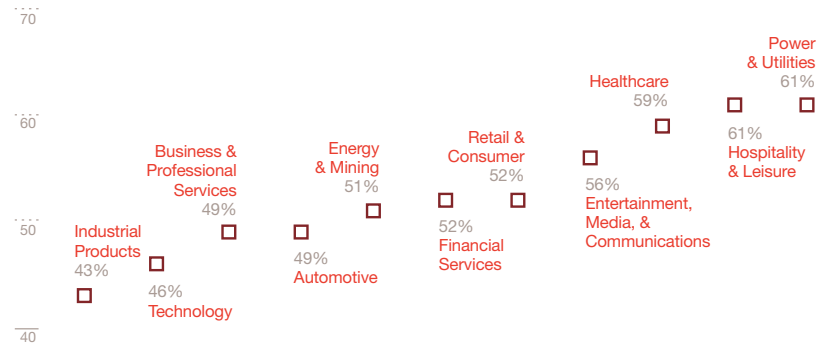 70
60
50
40
Industrial
Products
43%
46%
Technology
Business &
Professional
Services
49%
49%
Automotive
Energy
& Mining
51%
52%
Financial
Services
Retail &
Consumer
52%
56%
Entertainment,
Media, &
Communications
Healthcare
59%
61%
Hospitality
& Leisure
Power
& Utilities
61%